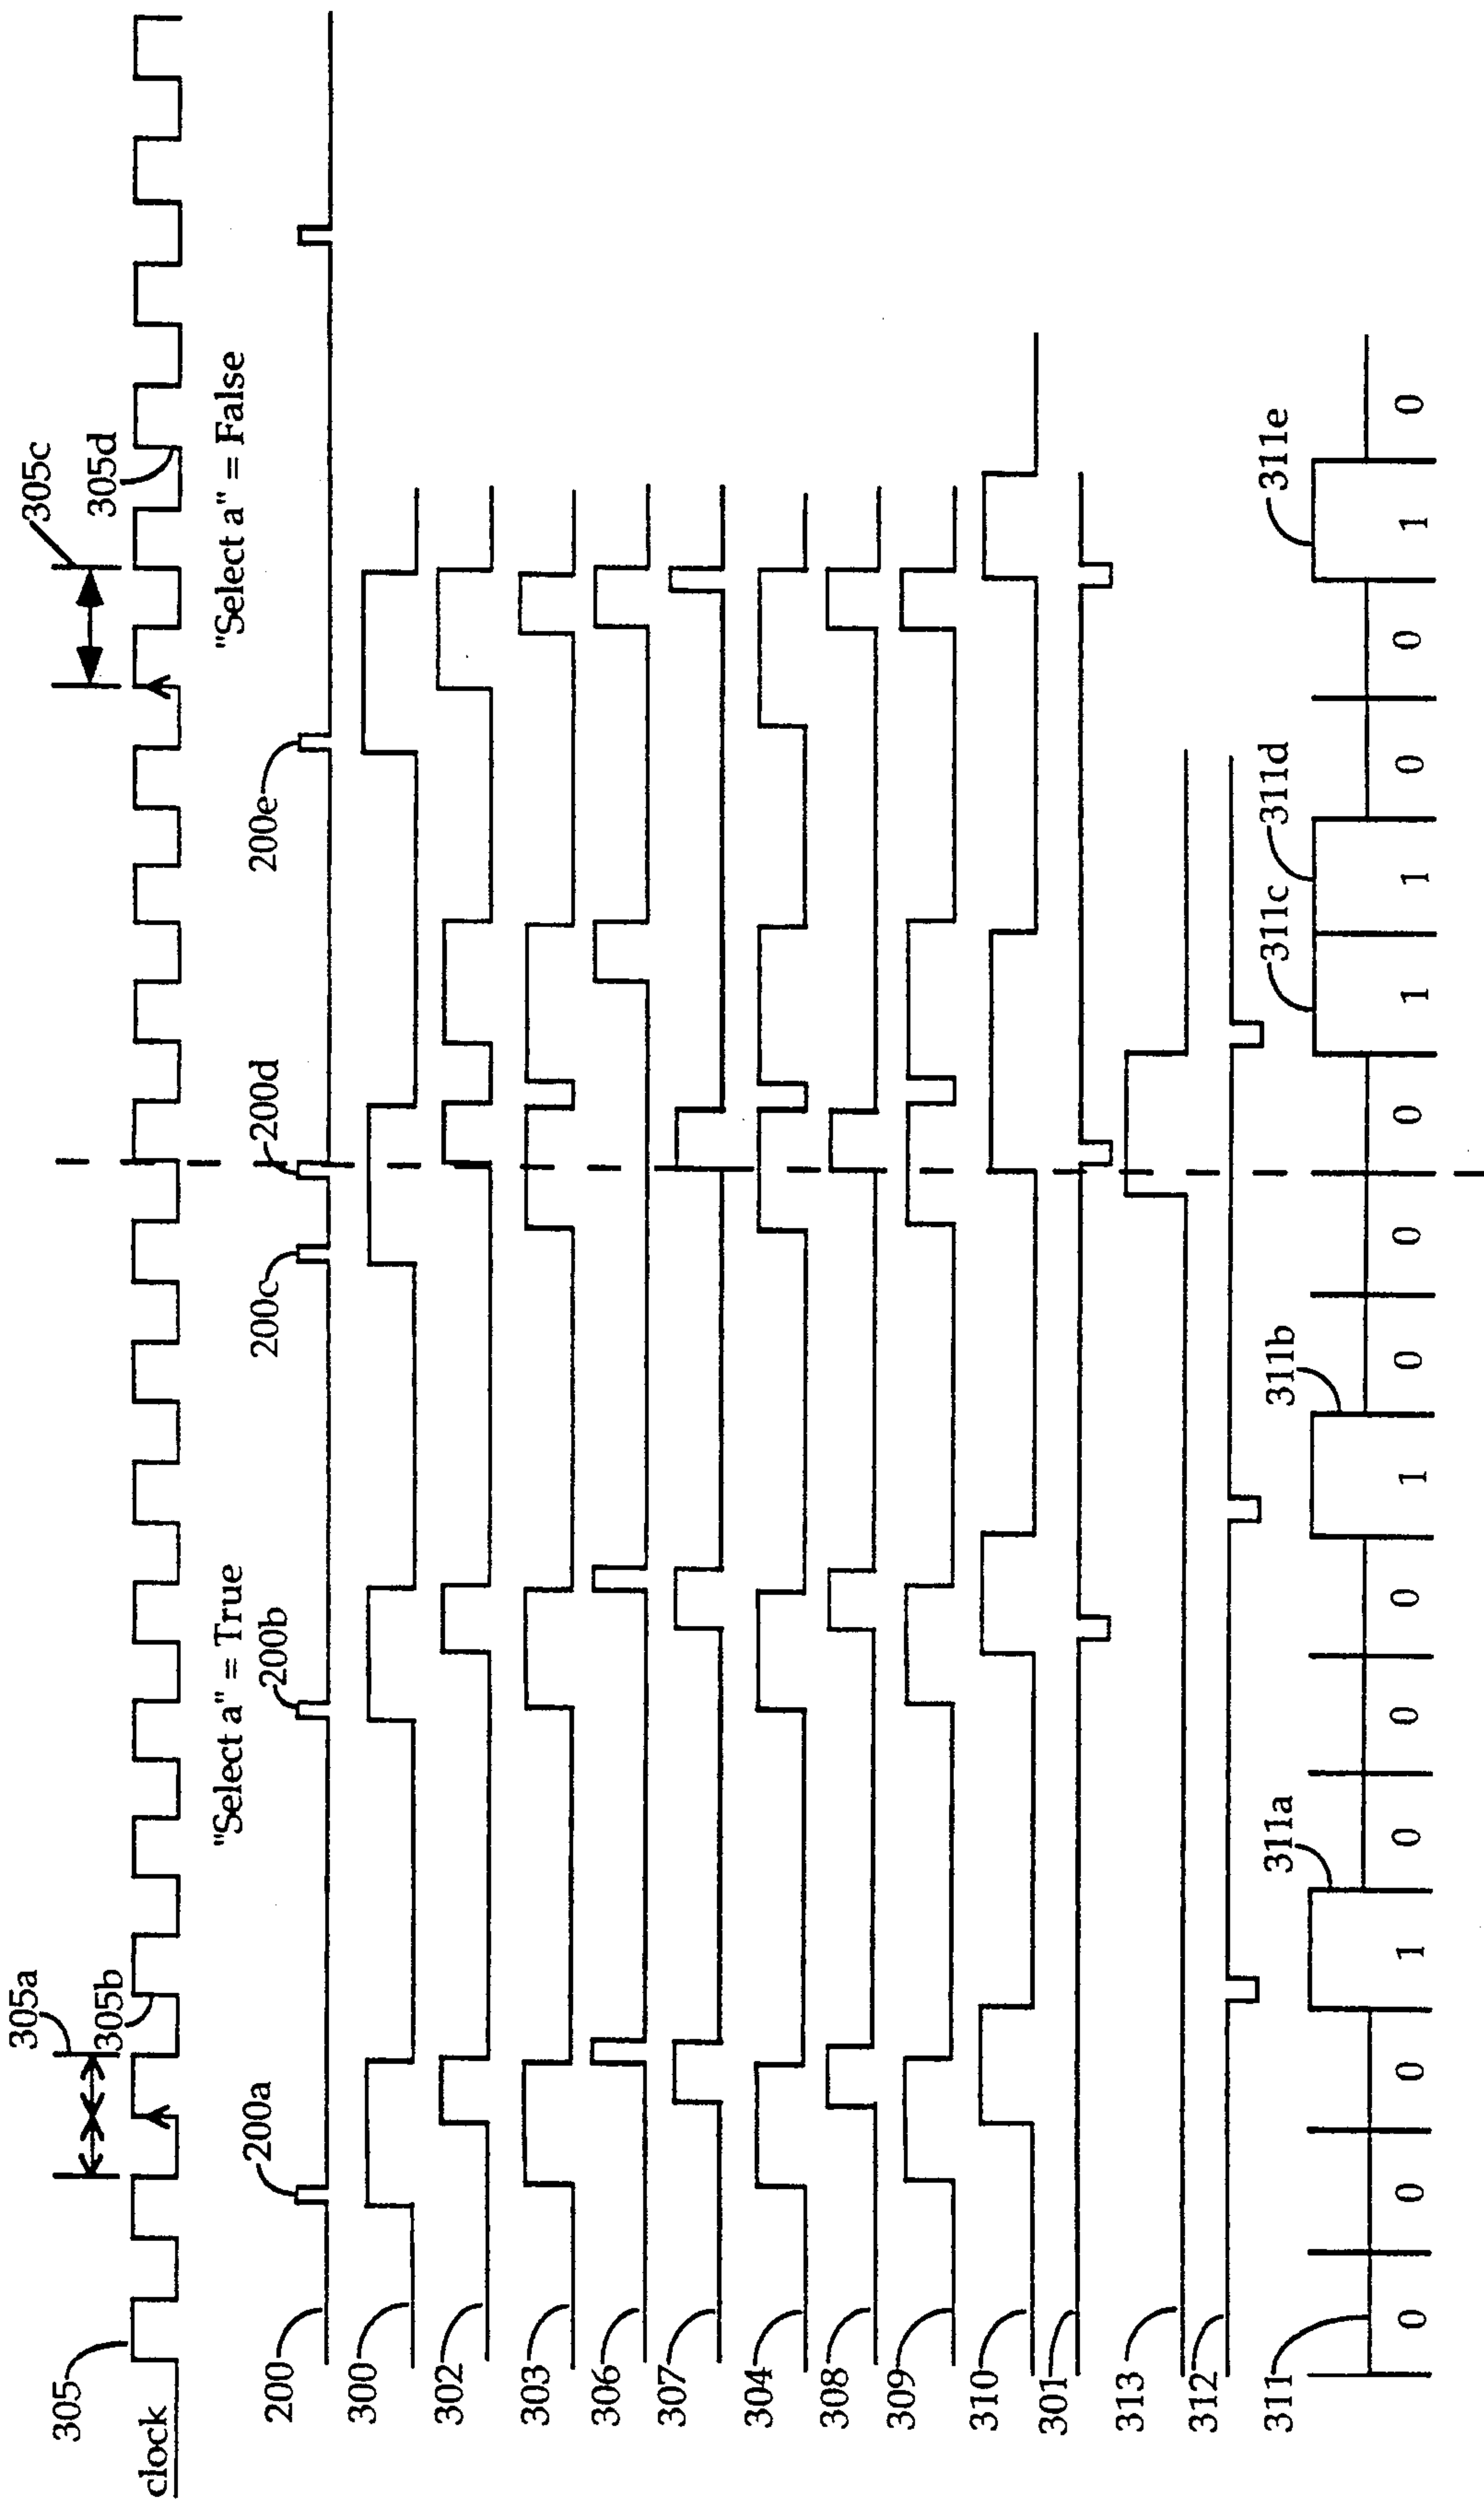 305
clock
305a
305b
305c
305d
"Select a" = True
"Select a" = False
200
200a
200b
200c
200d
200e
300
302
303
306
307
304
308
309
310
301
313
312
311
311a
311b
311c
311d
311e
0 0 0 1 0 0 0 1 0 0 0 1 1 0 0 1 0